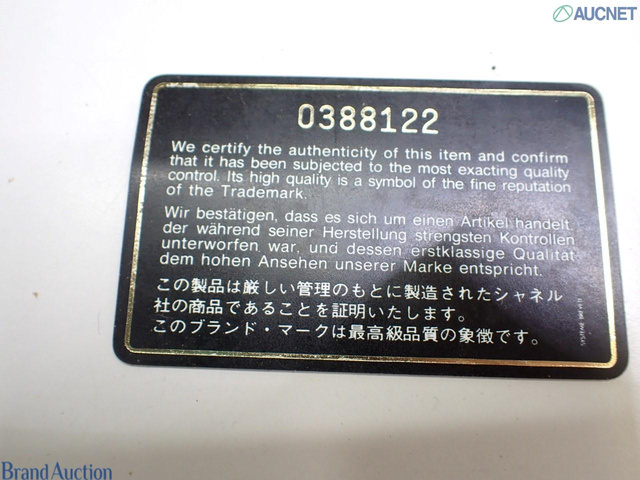 AUCNET
0388122
We certify the authenticity of this item and confirm
that it has been subjected to the most exacting quality
control. Its high quality is a symbol of the fine reputation
of the Trademark.
Wir bestätigen, dass es sich um einen Artikel handelt,
der während seiner Herstellung strengsten Kontrollen
unterworfen war, und dessen erstklassige Qualität
dem hohen Ansehen unserer Marke entspricht.
この製品は厳しい管理のもとに製造されたシャネル
社の商品であることを証明いたします。
このブランド・マークは最高級品質の象徴です。
Brand Auction